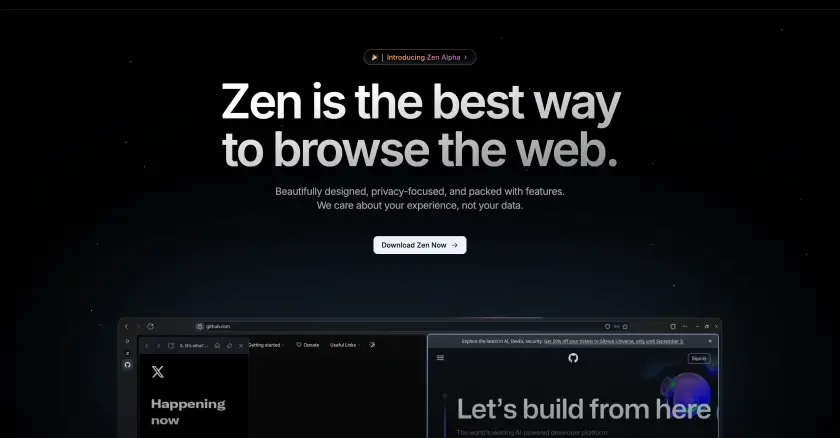 Introducing Zen Alpha ›
Zen is the best way
to browse the web.
Beautifully designed, privacy-focused, and packed with features.
We care about your experience, not your data.
Download Zen Now →
github.com
X. It's what'...
Getting started
Donate
Useful Links
Explore the latest in AI, DevEx, security: Get 20% off your tickets to GitHub Universe, only until September 3.
Sign in
Happening
now
Let's build from here
The world's leading AI-powered developer platform